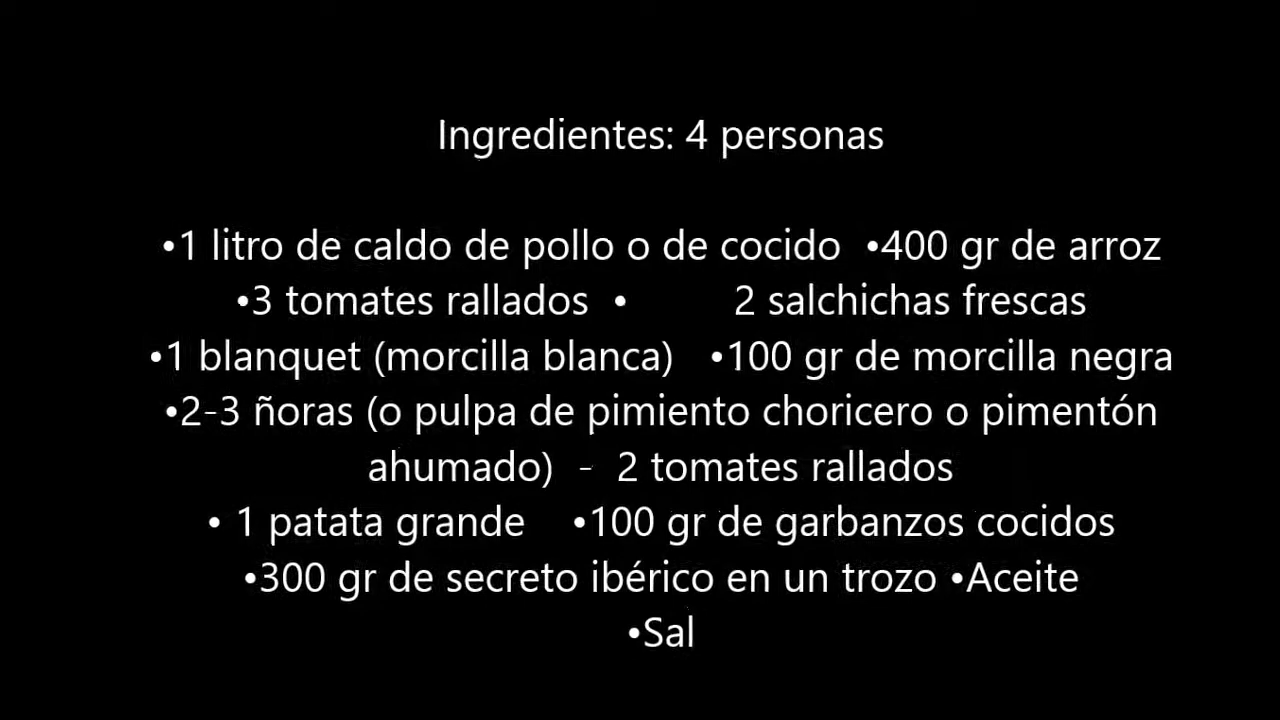 Ingredientes: 4 personas
•1 litro de caldo de pollo o de cocido •400 gr de arroz
•3 tomates rallados • 2 salchichas frescas
•1 blanquet (morcilla blanca) •100 gr de morcilla negra
•2-3 ñoras (o pulpa de pimiento choricero o pimentón
ahumado) - 2 tomates rallados
• 1 patata grande •100 gr de garbanzos cocidos
•300 gr de secreto ibérico en un trozo •Aceite
•Sal